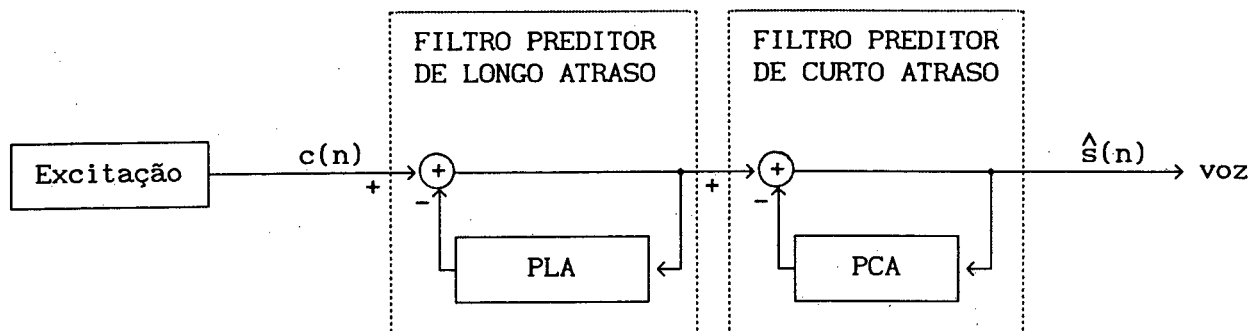 FILTRO PREDITOR
DE LONGO ATRASO
FILTRO PREDITOR
DE CURTO ATRASO
Excitação
c(n)
+
+
-
+
+
-
ŝ(n)
voz
PLA
PCA